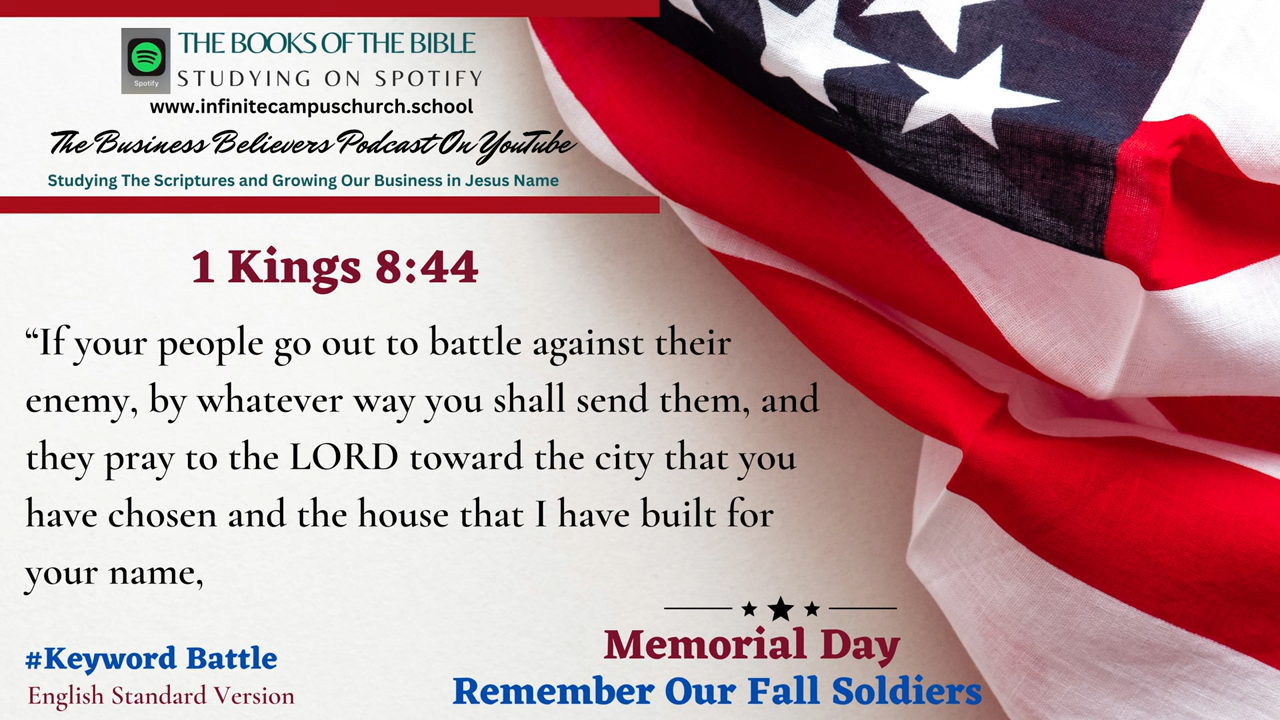 THE BOOKS OF THE BIBLE
Spotify
STUDYING ON SPOTIFY
www.infinitecampuschurch.school
The Business Believers Podcast On YouTube
Studying The Scriptures and Growing Our Business in Jesus Name
1 Kings 8:44
“If your people go out to battle against their
enemy, by whatever way you shall send them, and
they pray to the LORD toward the city that you
have chosen and the house that I have built for
your name,
Memorial Day
#Keyword Battle
Remember Our Fall Soldiers
English Standard Version